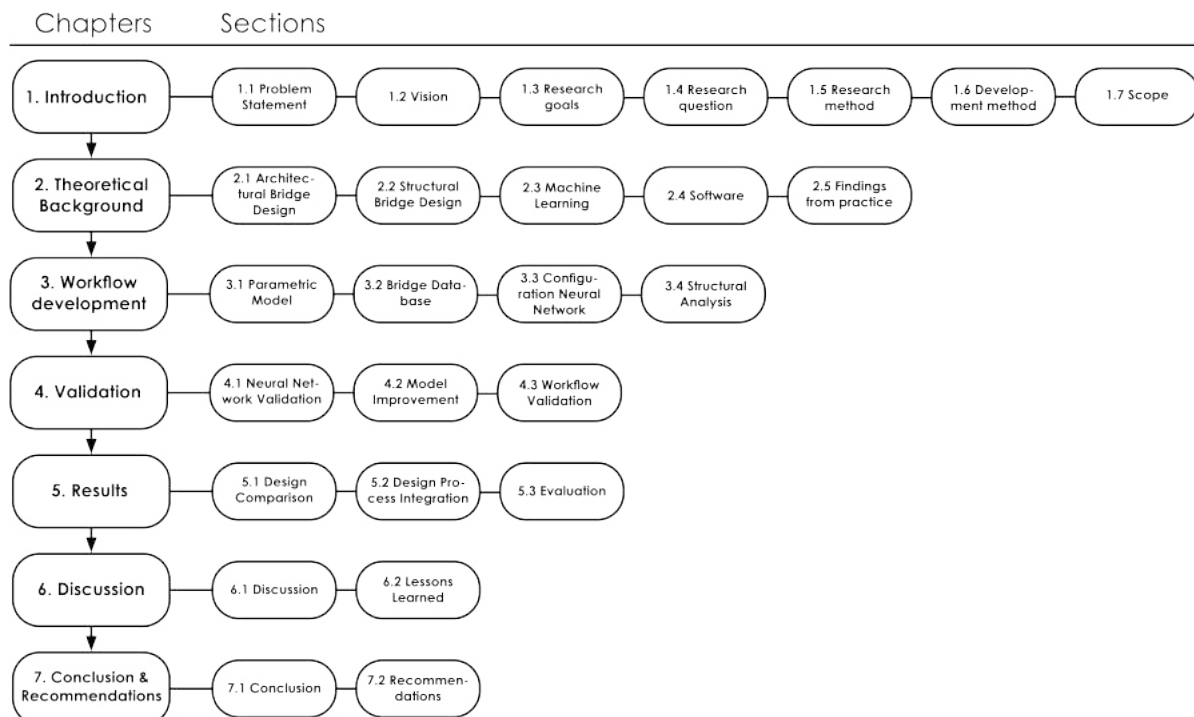 Chapters Sections
1. Introduction
1.1 Problem
Statement
1.2 Vision
1.3 Research
goals
1.4 Research
question
1.5 Research
method
1.6 Develop-
ment method
1.7 Scope
2. Theoretical
Background
2.1 Architec-
tural Bridge
Design
2.2 Structural
Bridge Design
2.3 Machine
Learning
2.4 Software
2.5 Findings
from practice
3. Workflow
development
3.1 Parametric
Model
3.2 Bridge Data-
base
3.3 Configu-
ration Neural
Network
3.4 Structural
Analysis
4. Validation
4.1 Neural Net-
work Validation
4.2 Model
Improvement
4.3 Workflow
Validation
5. Results
5.1 Design
Comparison
5.2 Design Pro-
cess Integration
5.3 Evaluation
6. Discussion
6.1 Discussion
6.2 Lessons
Learned
7. Conclusion &
Recommendations
7.1 Conclusion
7.2 Recommen-
dations